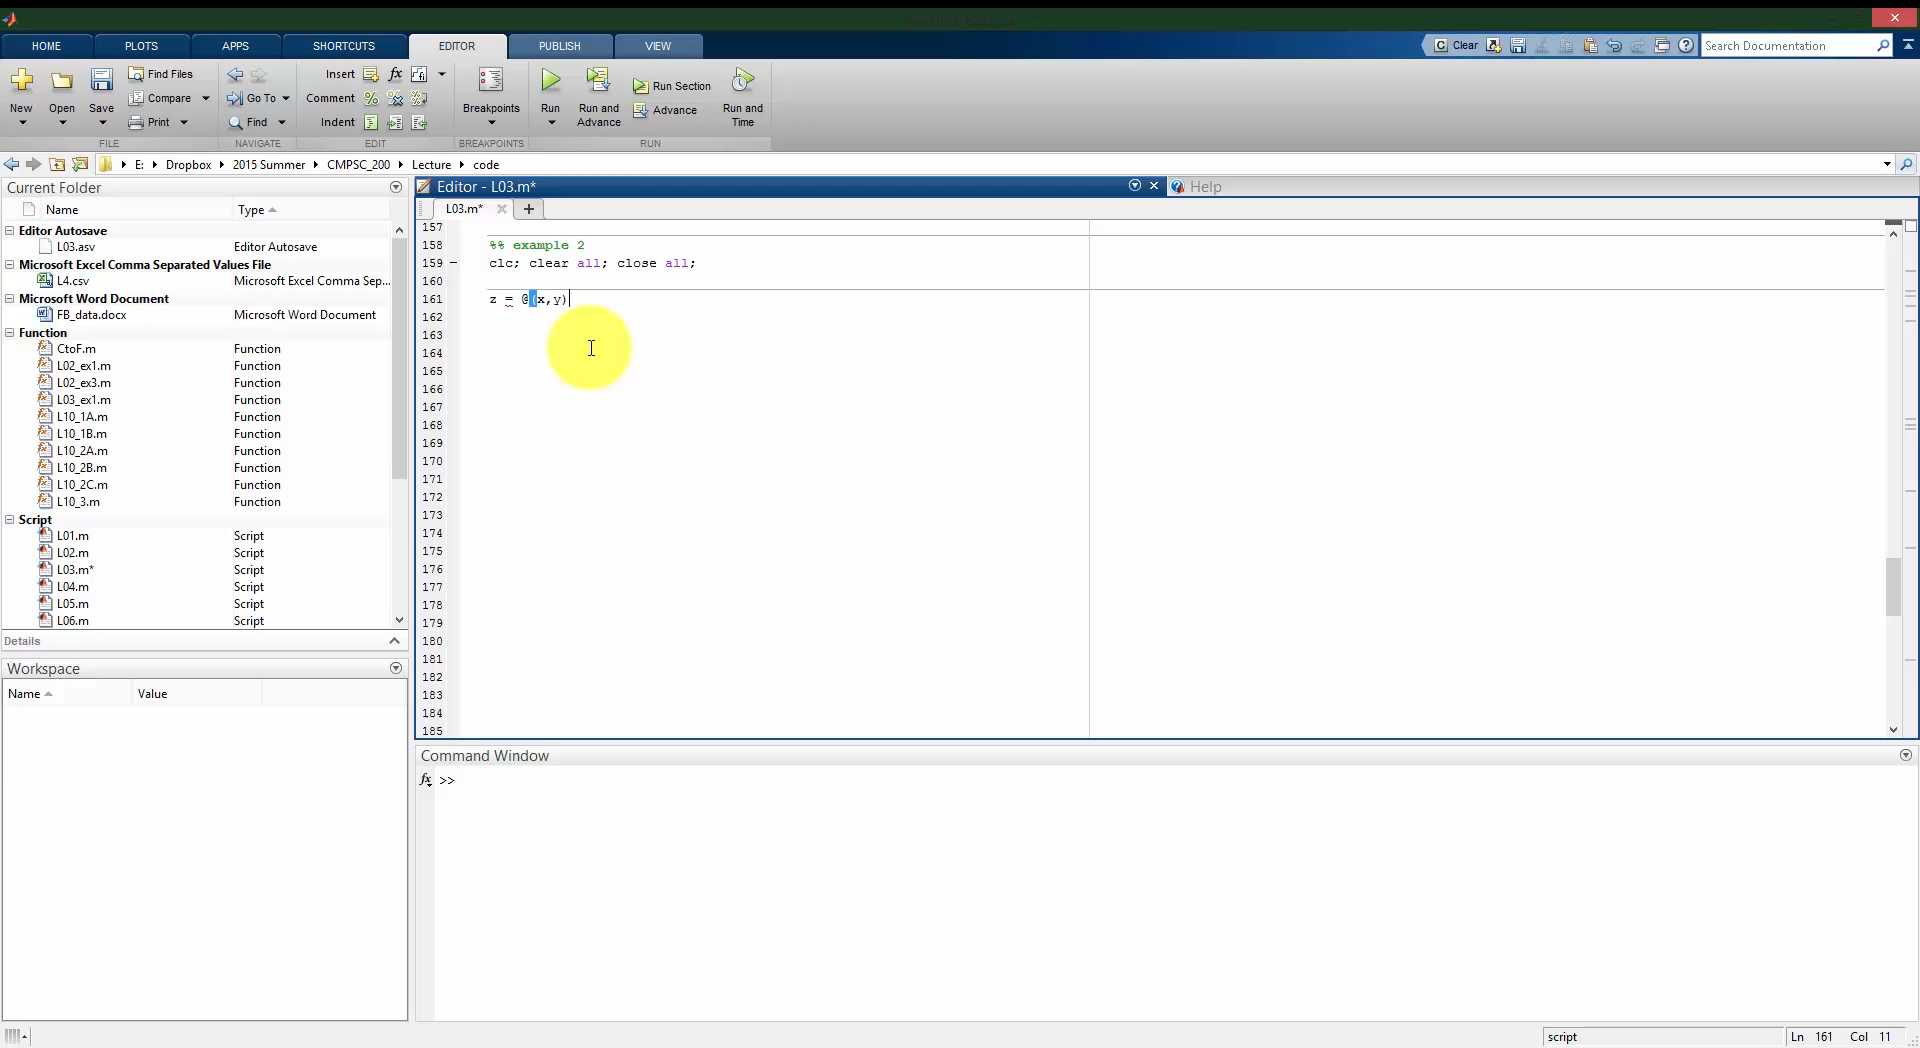 HOME PLOTS APPS SHORTCUTS EDITOR PUBLISH VIEW Clear Search Documentation
New Open Save Find Files Compare Print
FILE
Go To Find
NAVIGATE
Insert fx
Comment
Indent
EDIT
Breakpoints
BREAKPOINTS
Run Run and Advance Run Section Advance Run and Time
RUN
E: Dropbox 2015 Summer CMPSC_200 Lecture code
Current Folder
Name Type
Editor Autosave
L03.asv Editor Autosave
Microsoft Excel Comma Separated Values File
L4.csv Microsoft Excel Comma Sep...
Microsoft Word Document
FB_data.docx Microsoft Word Document
Function
CtoF.m Function
L02_ex1.m Function
L02_ex3.m Function
L03_ex1.m Function
L10_1A.m Function
L10_1B.m Function
L10_2A.m Function
L10_2B.m Function
L10_2C.m Function
L10_3.m Function
Script
L01.m Script
L02.m Script
L03.m* Script
L04.m Script
L05.m Script
L06.m Script
Details
Workspace
Name Value
Editor - L03.m*
Help
L03.m*
157
158 %% example 2
159 clc; clear all; close all;
160
161 z = @(x,y)
162
163
164
165
166
167
168
169
170
171
172
173
174
175
176
177
178
179
180
181
182
183
184
185
Command Window
fx >>
script Ln 161 Col 11